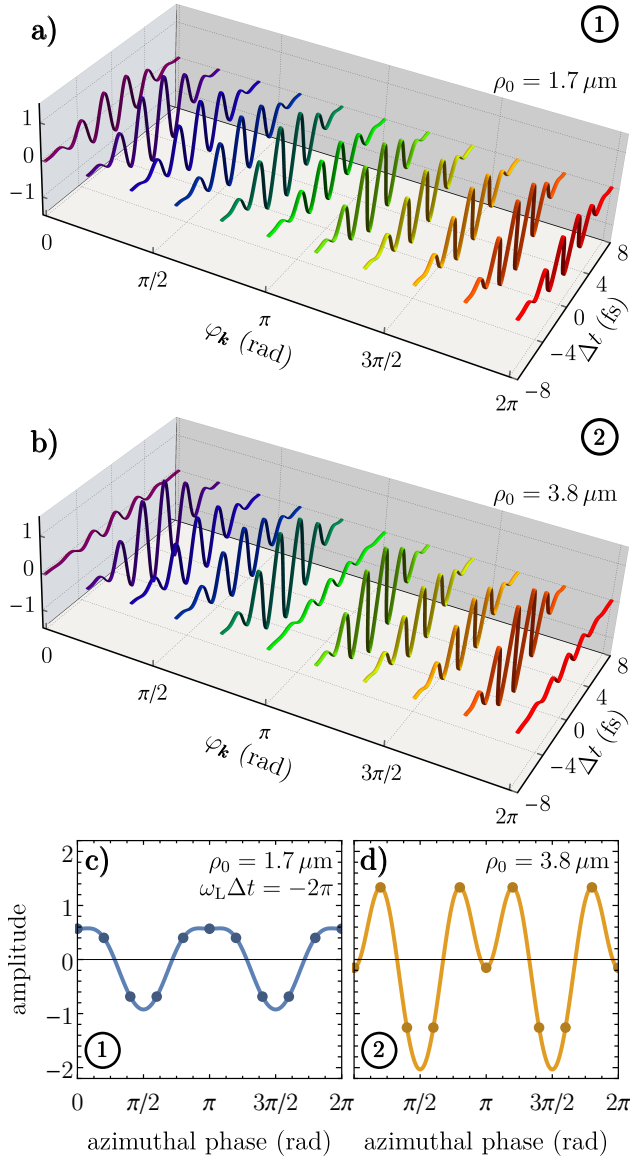 a)
1
ρ₀ = 1.7 μm
1
0
−1
0
π/2
π
3π/2
2π
φₖ (rad)
8
4
0
−4
−8
Δt (fs)
b)
2
ρ₀ = 3.8 μm
1
0
−1
0
π/2
π
3π/2
2π
φₖ (rad)
8
4
0
−4
−8
Δt (fs)
c)
ρ₀ = 1.7 μm
ω_L Δt = −2π
2
1
0
−1
−2
amplitude
1
0
π/2
π
3π/2
2π
azimuthal phase (rad)
d)
ρ₀ = 3.8 μm
2
π/2
π
3π/2
2π
azimuthal phase (rad)